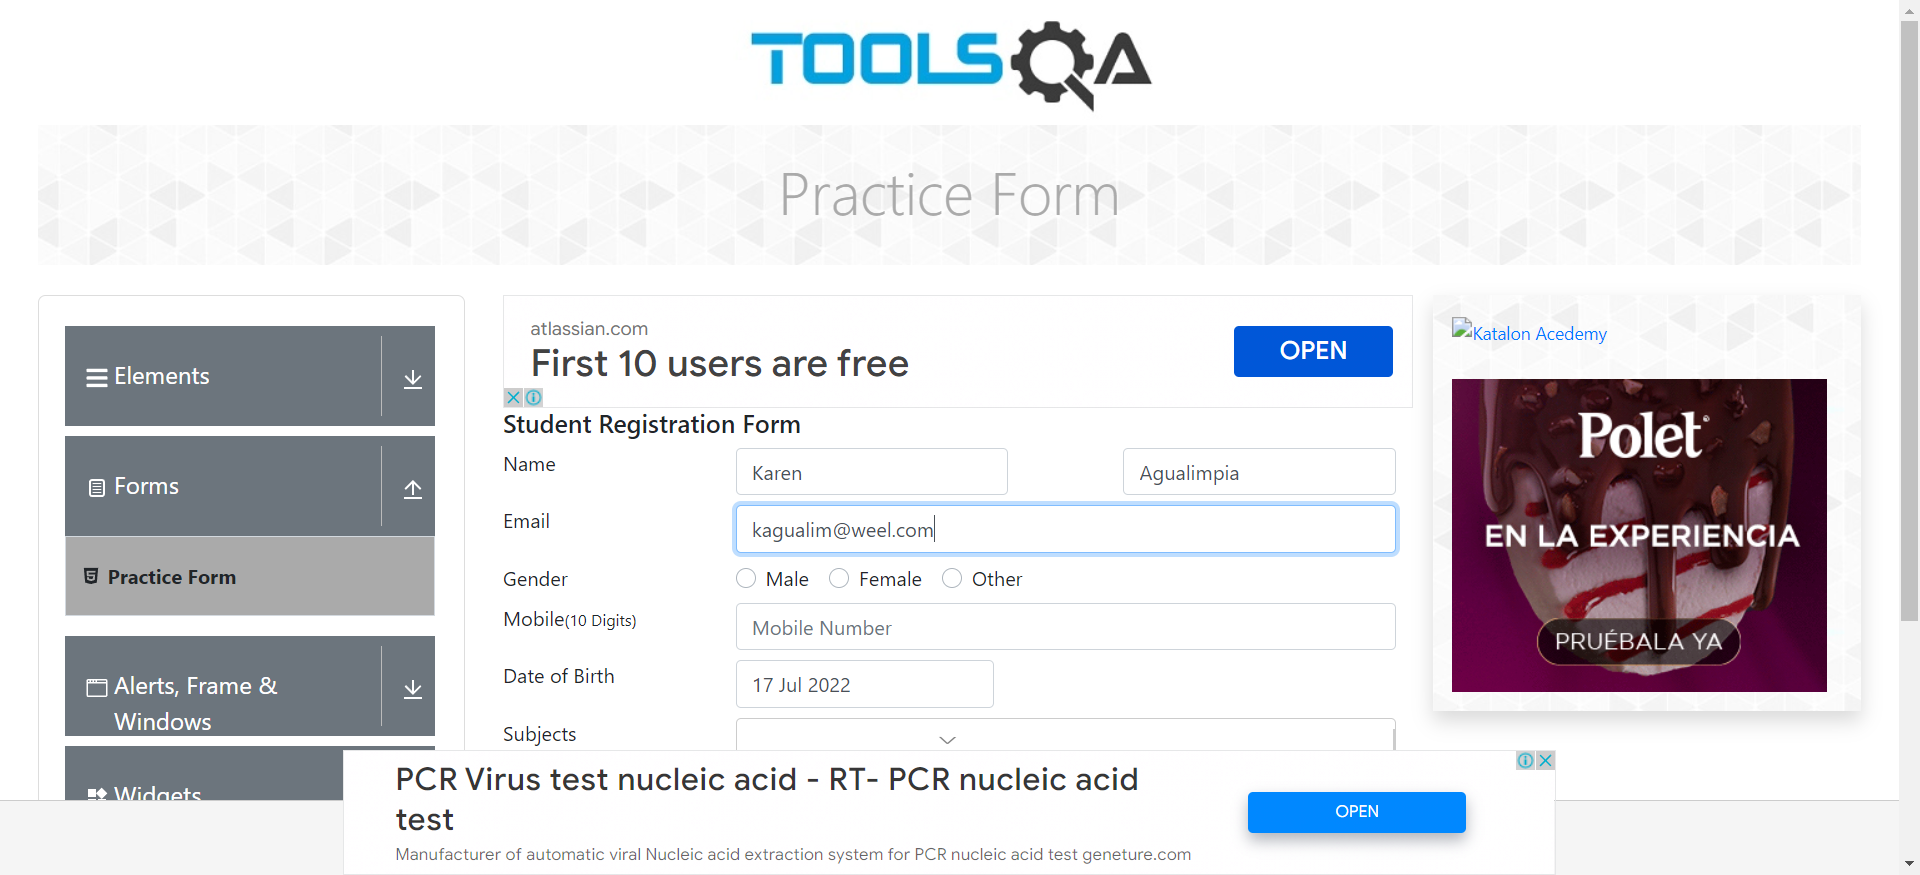 TOOLSQA
Practice Form
Elements
Forms
Practice Form
Alerts, Frame &
Windows
Widgets
atlassian.com
First 10 users are free
OPEN
Student Registration Form
Name
Karen
Agualimpia
Email
kagualim@weel.com
Gender
Male
Female
Other
Mobile(10 Digits)
Mobile Number
Date of Birth
17 Jul 2022
Subjects
Katalon Acedemy
Polet
EN LA EXPERIENCIA
PRUÉBALA YA
PCR Virus test nucleic acid - RT- PCR nucleic acid
test
Manufacturer of automatic viral Nucleic acid extraction system for PCR nucleic acid test geneture.com
OPEN